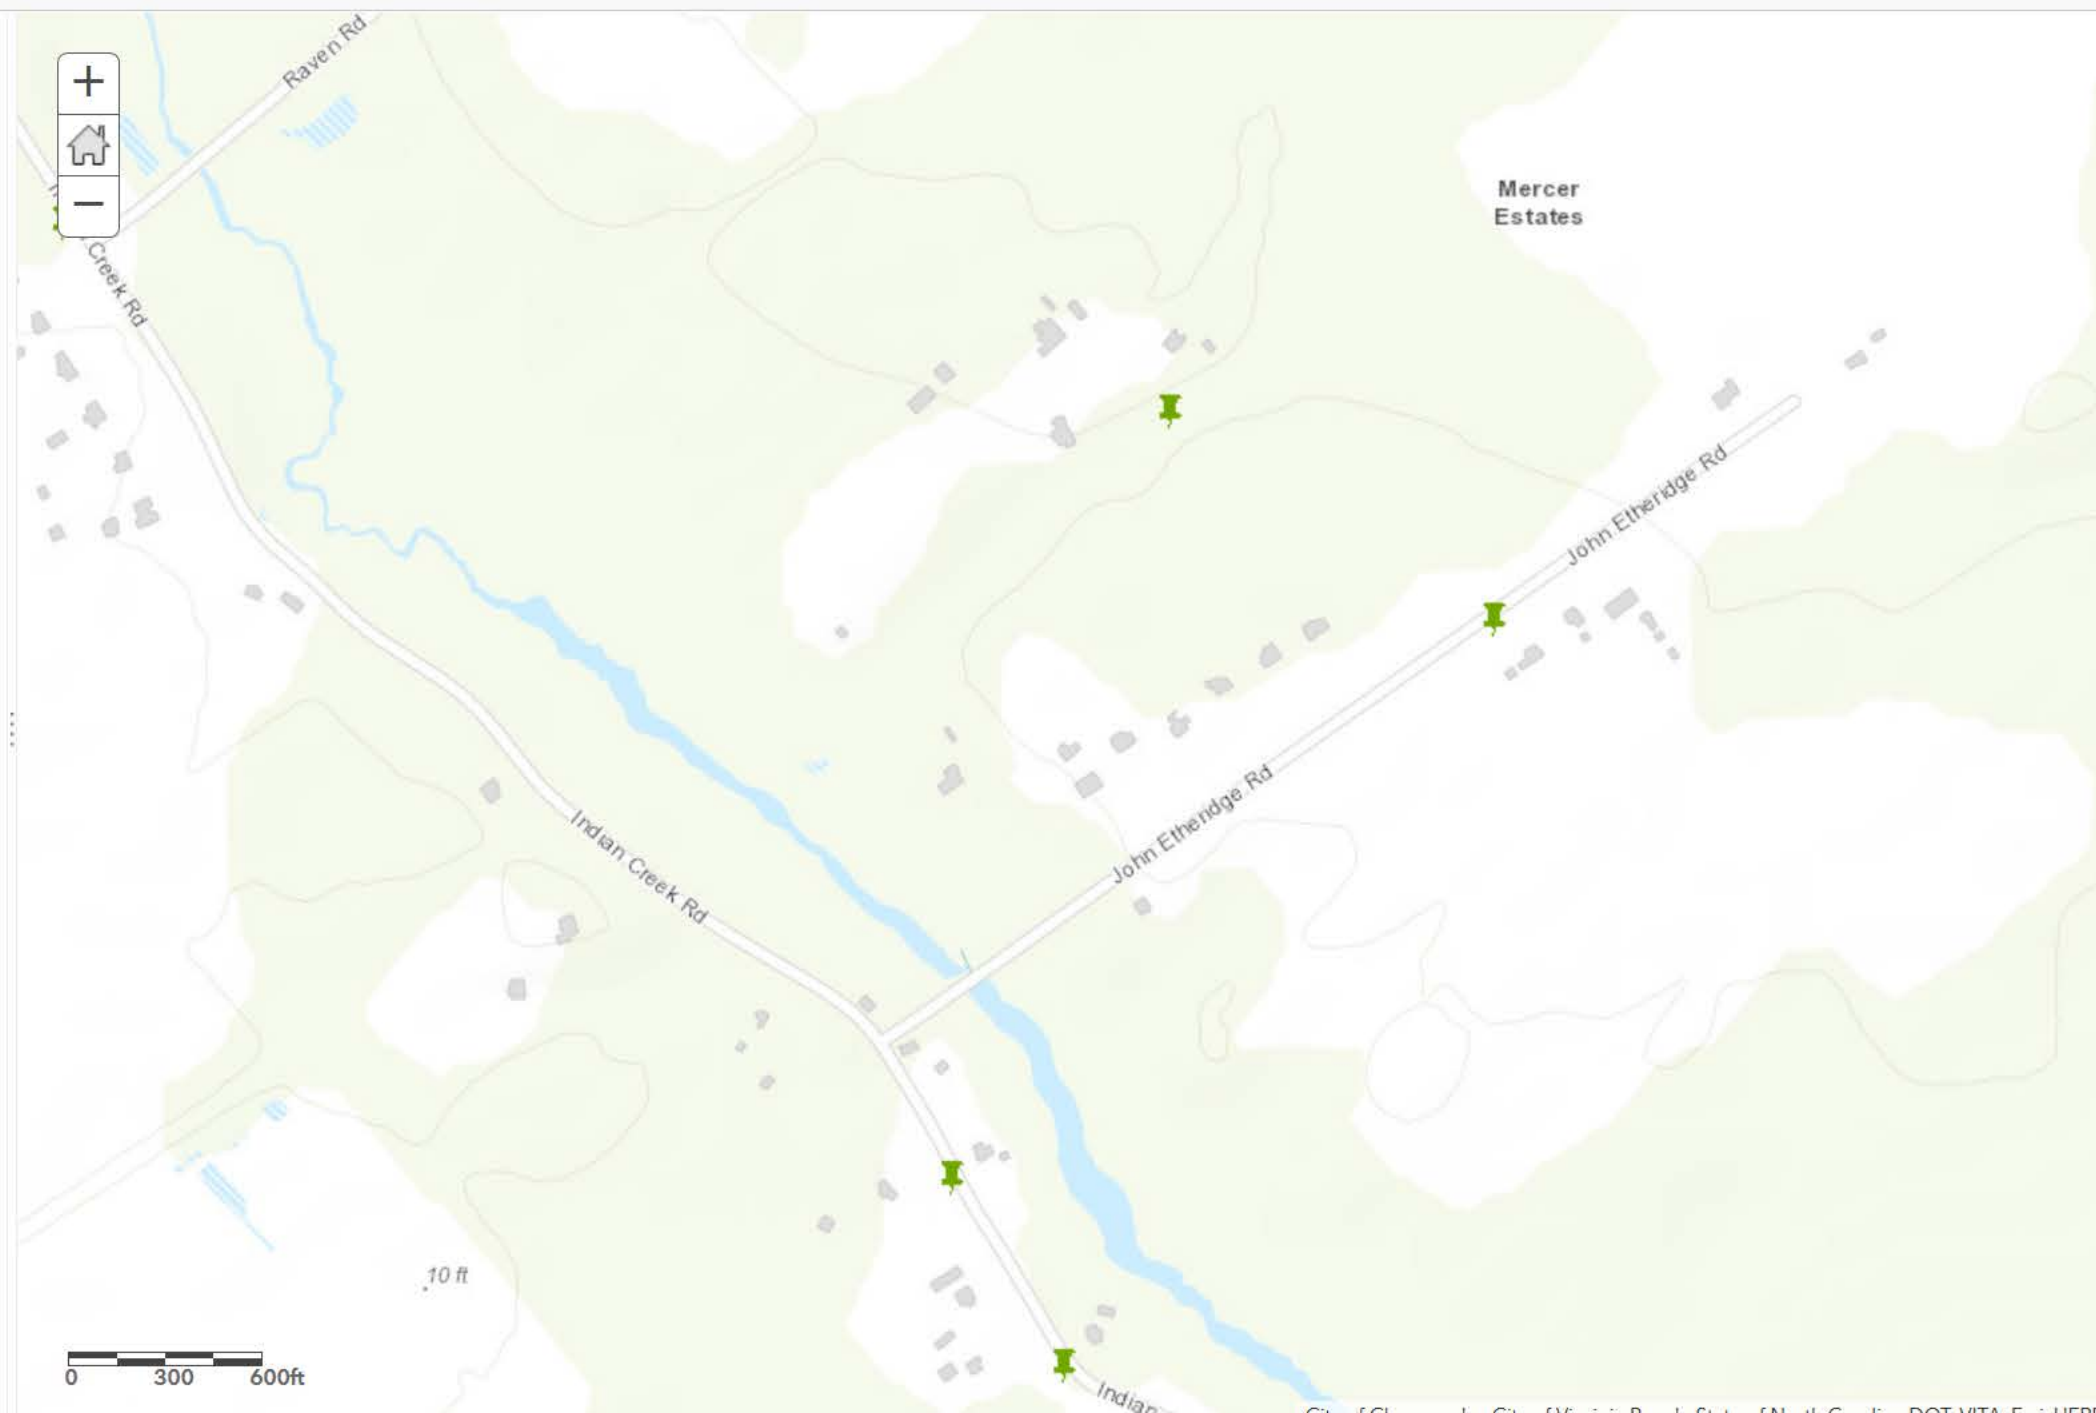 Raven Rd
+
−
Creek Rd
Mercer
Estates
John Etheridge Rd
John Etheridge Rd
Indian Creek Rd
10 ft
0 300 600ft
Indian